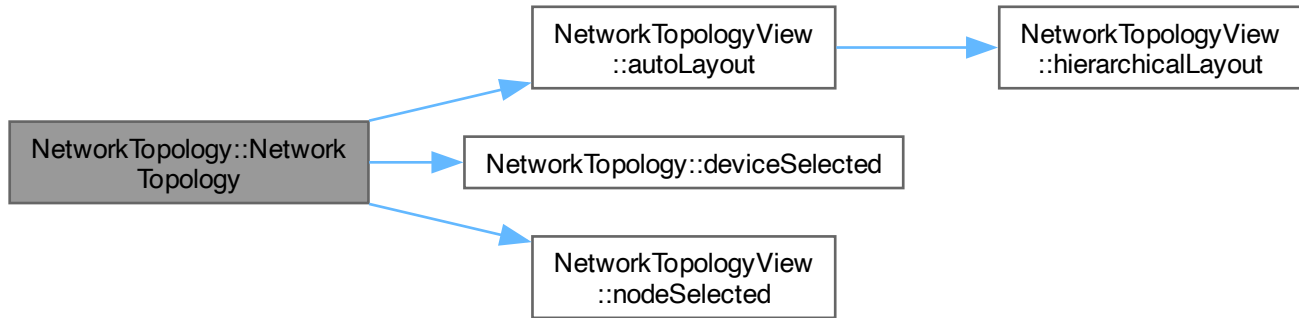 NetworkTopologyView
::autoLayout
NetworkTopologyView
::hierarchicalLayout
NetworkTopology::Network
Topology
NetworkTopology::deviceSelected
NetworkTopologyView
::nodeSelected